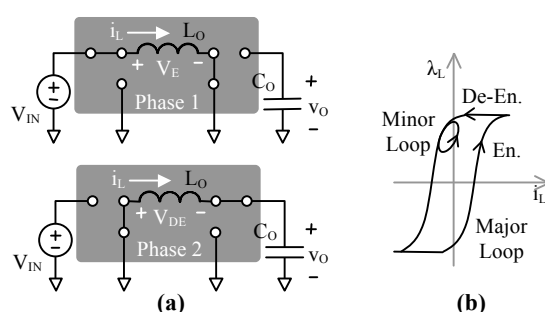 i_L L_O
+ V_E −
V_IN
Phase 1
C_O +
v_O
−
i_L L_O
+ V_DE −
V_IN
Phase 2
C_O +
v_O
−
(a)
λ_L
De-En.
Minor
Loop
En.
i_L
Major
Loop
(b)